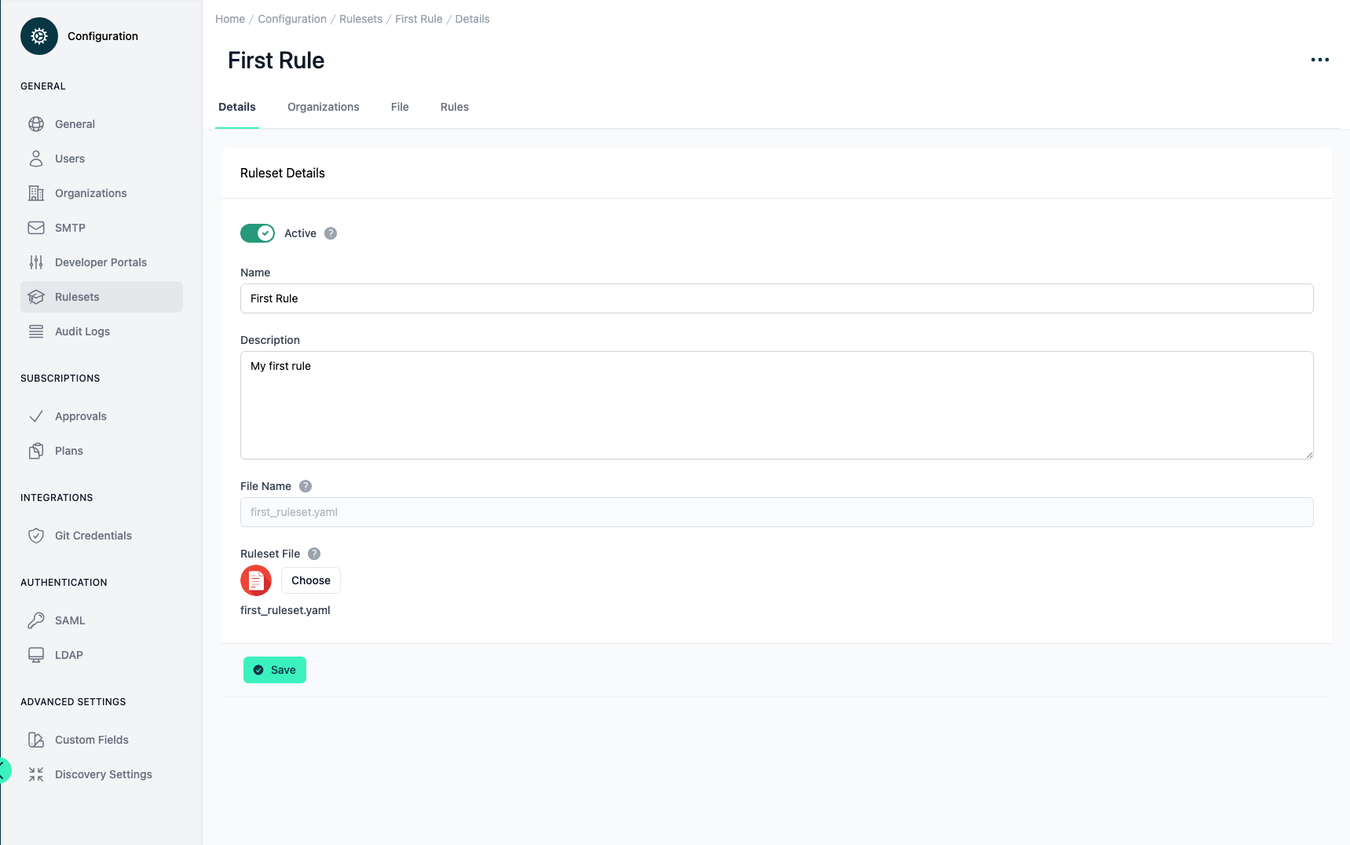 Configuration
GENERAL
General
Users
Organizations
SMTP
Developer Portals
Rulesets
Audit Logs
SUBSCRIPTIONS
Approvals
Plans
INTEGRATIONS
Git Credentials
AUTHENTICATION
SAML
LDAP
ADVANCED SETTINGS
Custom Fields
Discovery Settings
Home / Configuration / Rulesets / First Rule / Details
First Rule
Details Organizations File Rules
Ruleset Details
Active ?
Name
First Rule
Description
My first rule
File Name ?
first_ruleset.yaml
Ruleset File ?
Choose
first_ruleset.yaml
Save